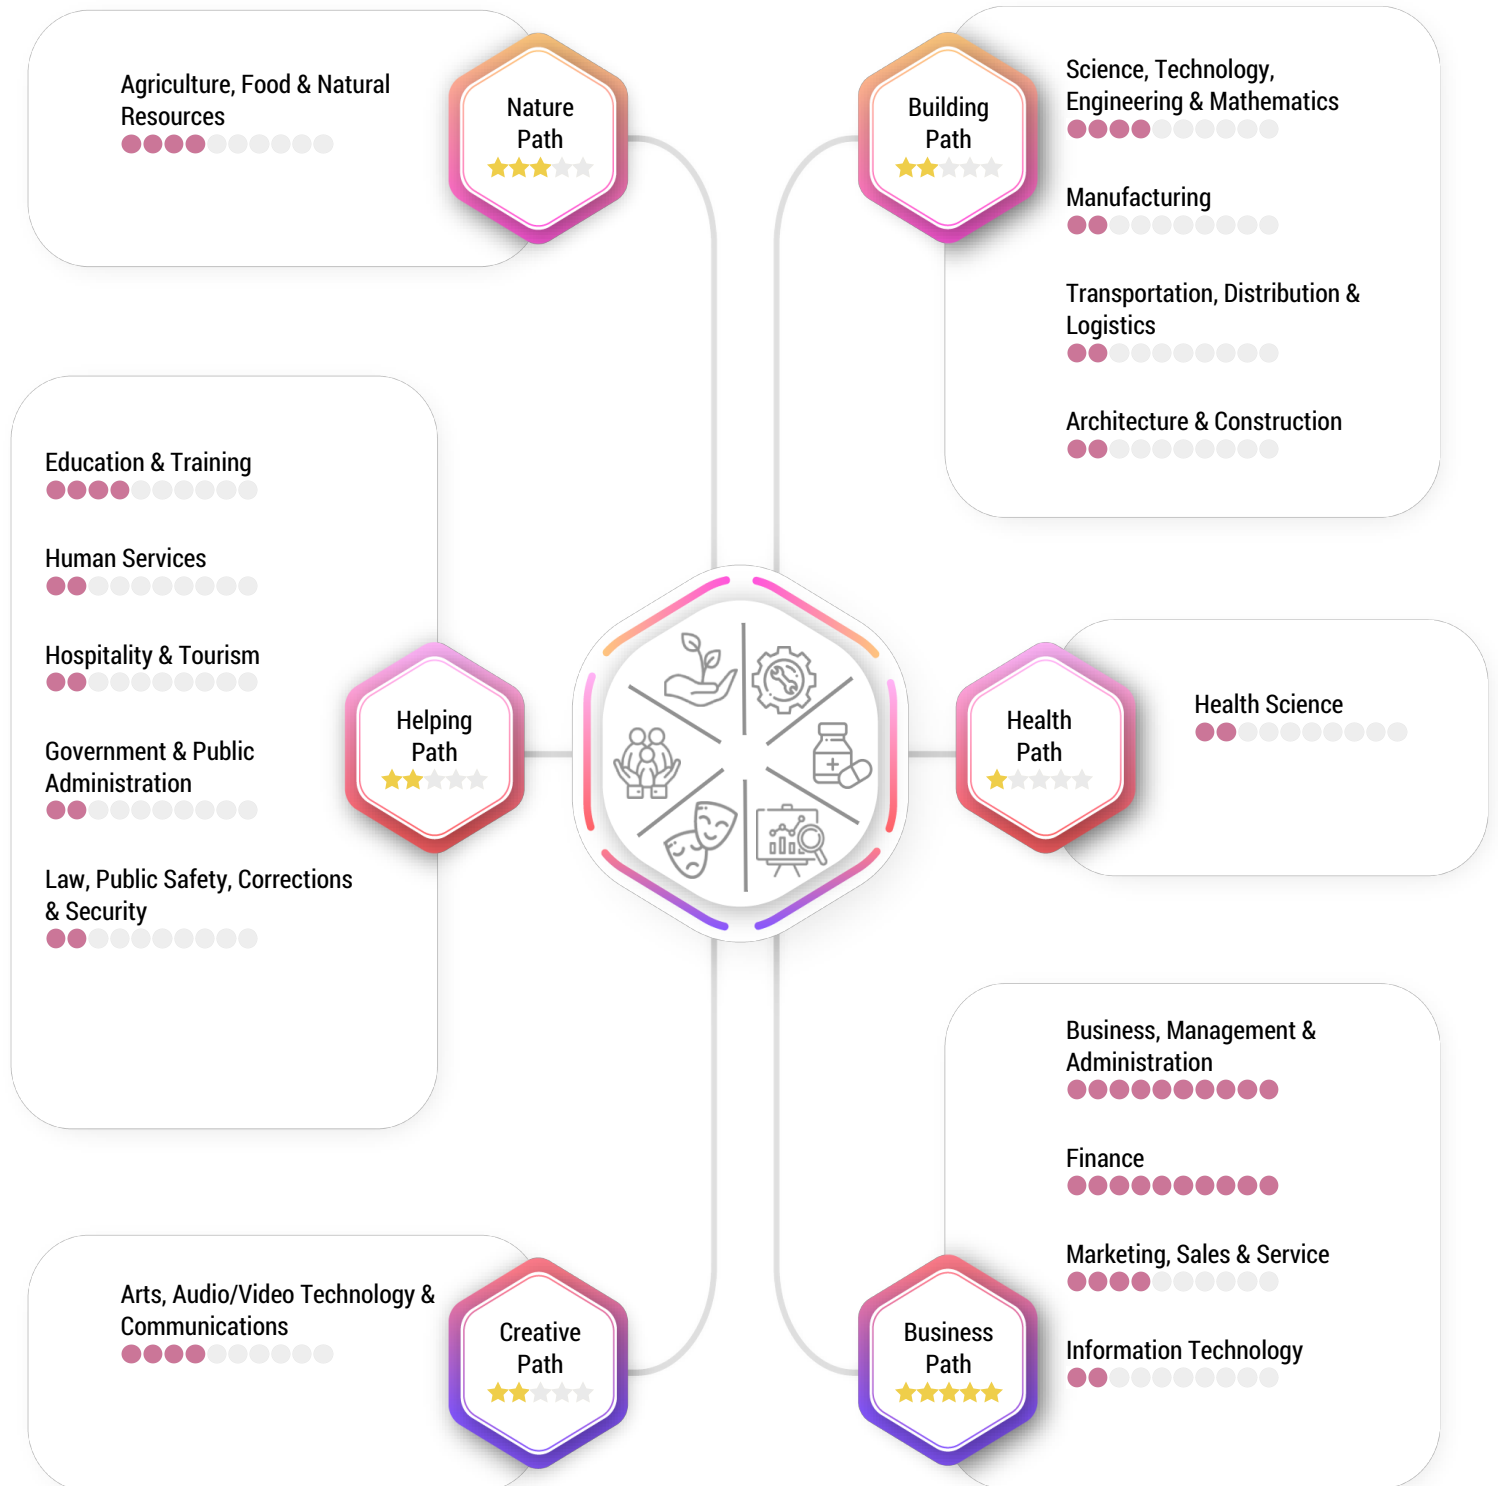 Agriculture, Food & Natural
Resources
Nature
Path
Building
Path
Science, Technology,
Engineering & Mathematics
Manufacturing
Transportation, Distribution &
Logistics
Architecture & Construction
Education & Training
Human Services
Hospitality & Tourism
Government & Public
Administration
Law, Public Safety, Corrections
& Security
Helping
Path
Health
Path
Health Science
Arts, Audio/Video Technology &
Communications
Creative
Path
Business
Path
Business, Management &
Administration
Finance
Marketing, Sales & Service
Information Technology